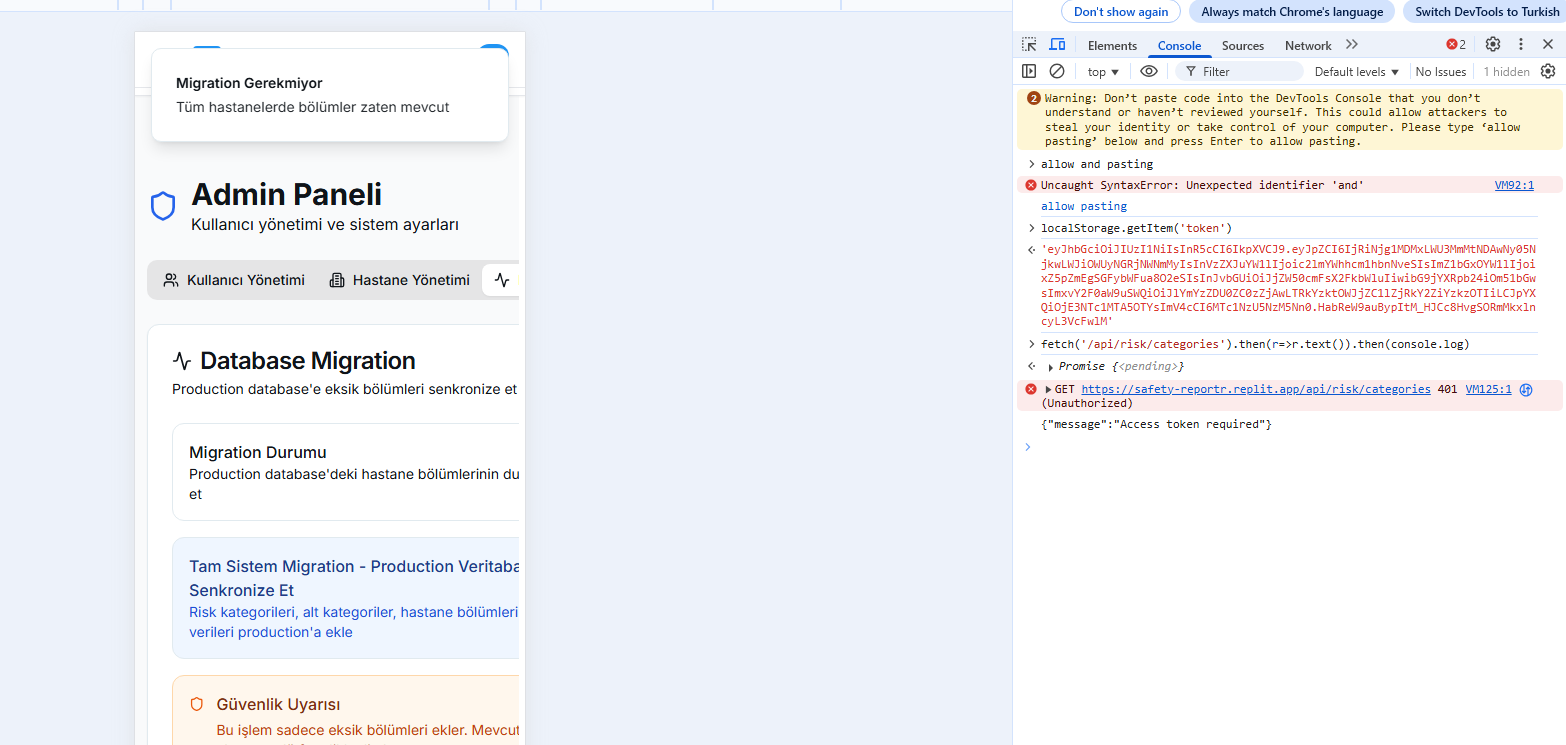 Don't show again
Always match Chrome's language
Switch DevTools to Turkish
Elements
Console
Sources
Network
2
top
Filter
Default levels
No Issues
1 hidden
Migration Gerekmiyor
Tüm hastanelerde bölümler zaten mevcut
Admin Paneli
Kullanıcı yönetimi ve sistem ayarları
Kullanıcı Yönetimi
Hastane Yönetimi
Database Migration
Production database'e eksik bölümleri senkronize et
Migration Durumu
Production database'deki hastane bölümlerinin du
et
Tam Sistem Migration - Production Veritaba
Senkronize Et
Risk kategorileri, alt kategoriler, hastane bölümleri
verileri production'a ekle
Güvenlik Uyarısı
Bu işlem sadece eksik bölümleri ekler. Mevcut
2
Warning: Don’t paste code into the DevTools Console that you don’t
understand or haven’t reviewed yourself. This could allow attackers to
steal your identity or take control of your computer. Please type ‘allow
pasting’ below and press Enter to allow pasting.
allow and pasting
Uncaught SyntaxError: Unexpected identifier 'and'
VM92:1
allow pasting
localStorage.getItem('token')
fetch('/api/risk/categories').then(r=>r.text()).then(console.log)
Promise {<pending>}
GET https://safety-reportr.replit.app/api/risk/categories 401 VM125:1
(Unauthorized)
{"message":"Access token required"}